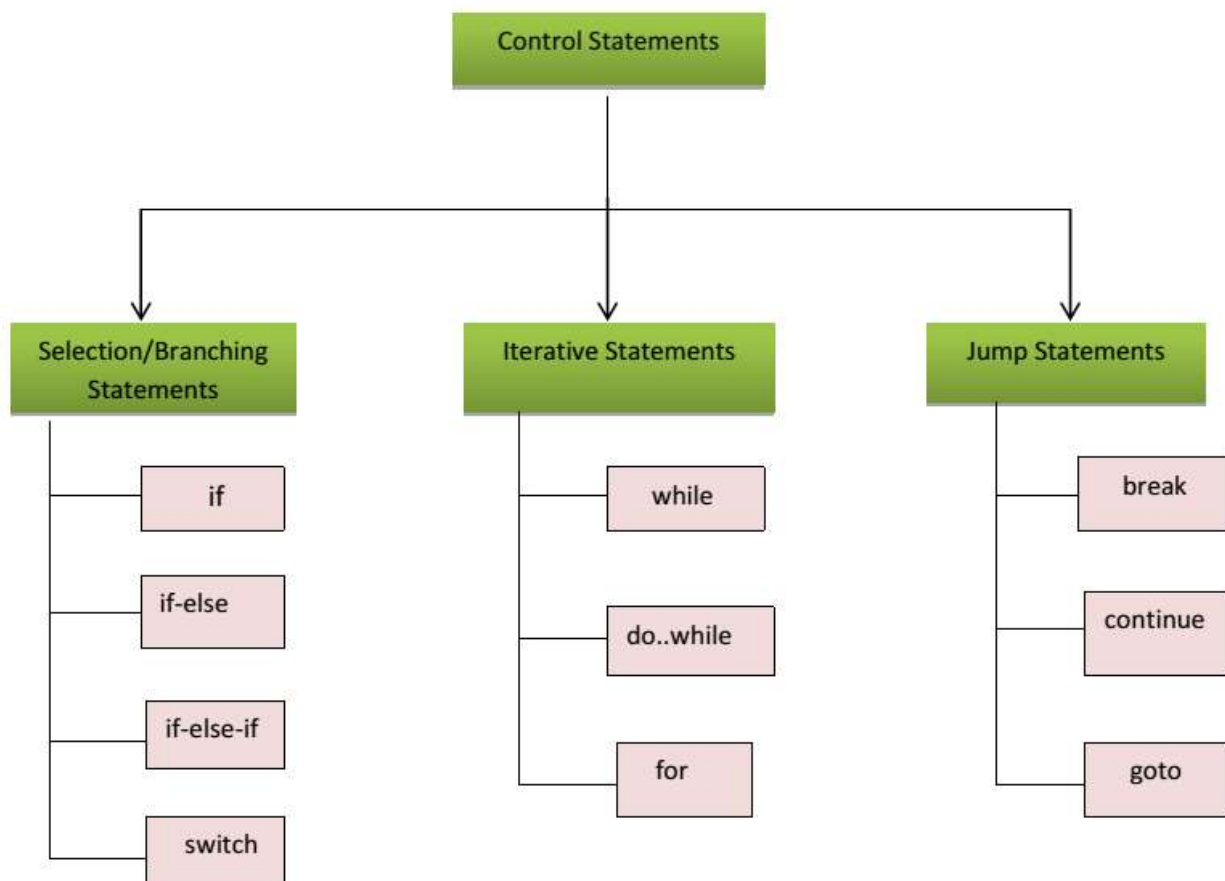 Control Statements
Selection/Branching
Statements
Iterative Statements
Jump Statements
if
if-else
if-else-if
switch
while
do..while
for
break
continue
goto